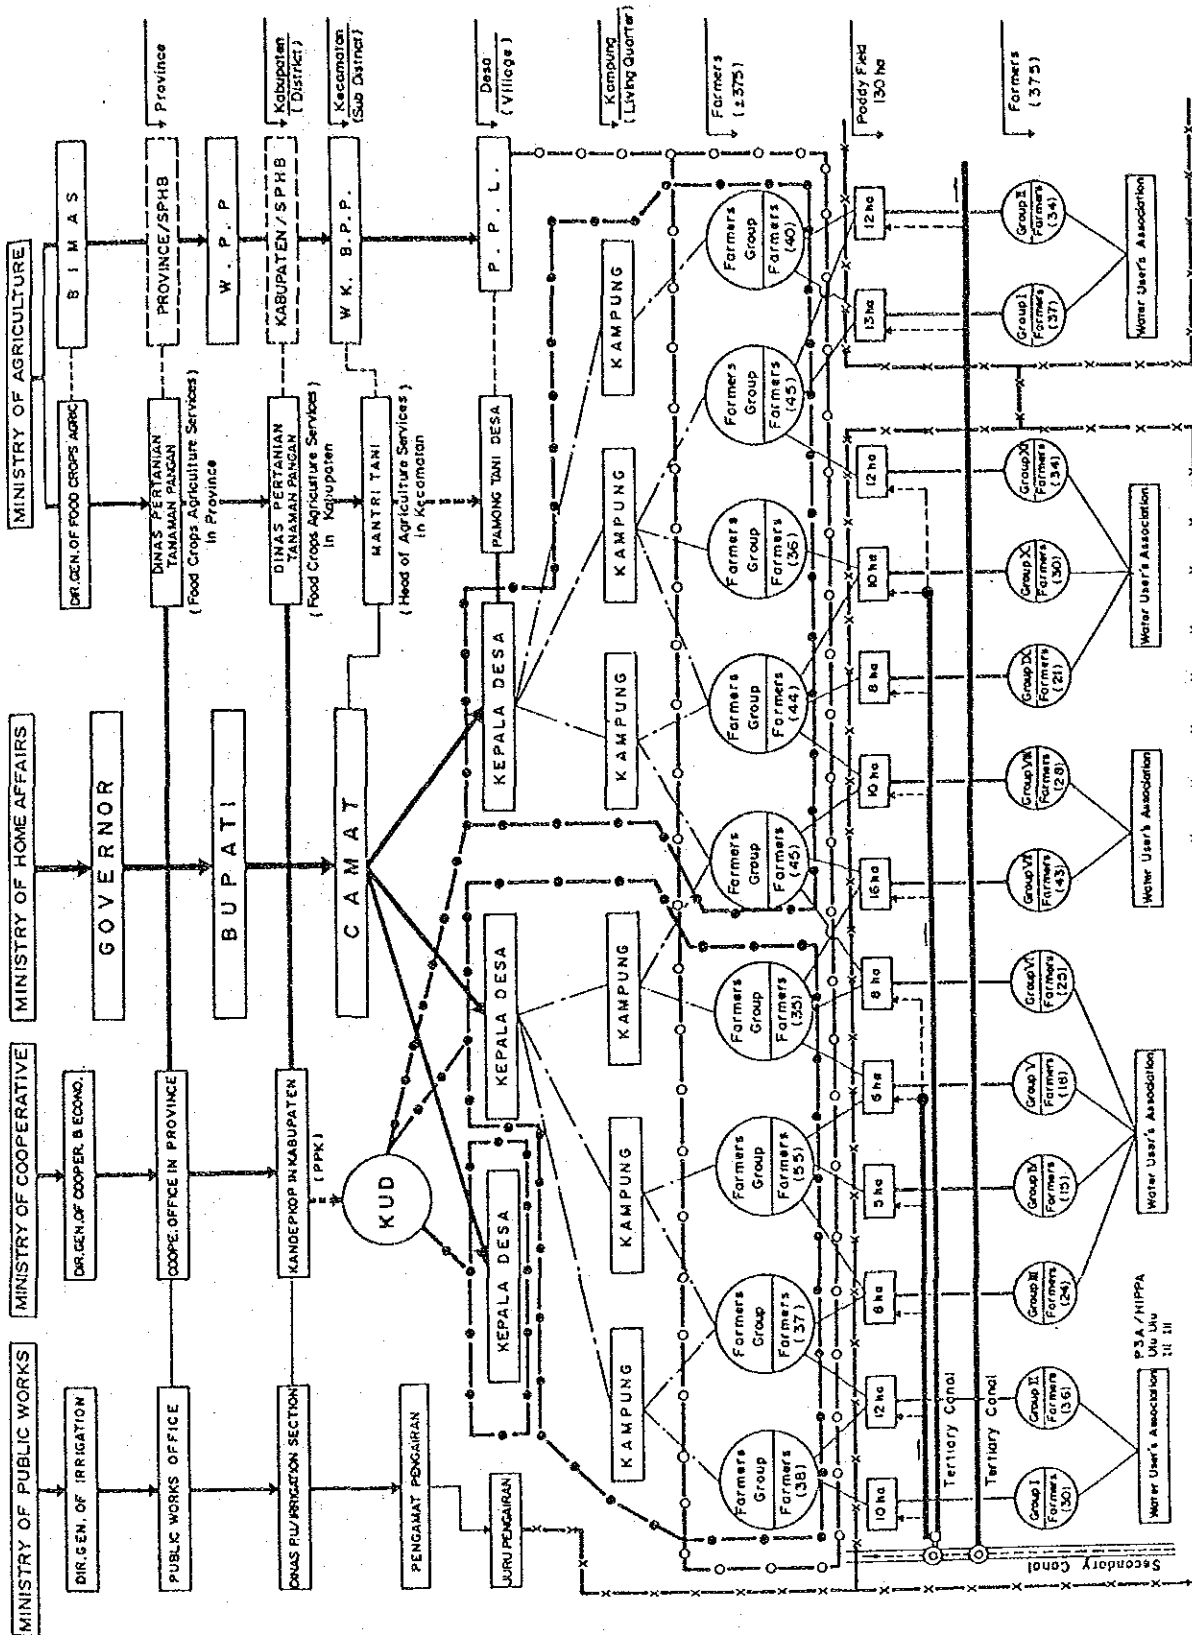 MINISTRY OF PUBLIC WORKS
MINISTRY OF COOPERATIVE
MINISTRY OF HOME AFFAIRS
MINISTRY OF AGRICULTURE
DIR.GEN. OF IRRIGATION
DIR.GEN.OF COOPER. & ECONO.
GOVERNOR
DIR.GEN. OF FOOD CROPS AGRIC
BIMAS
PUBLIC WORKS OFFICE
COOPE. OFFICE IN PROVINCE
DINAS PERTANIAN
TANAMAN PANGAN
(Food Crops Agriculture Services)
in Province
PROVINCE/SPHB
Province
BUPATI
W. P. P
DINAS P.U/IRRIGATION SECTION
KANDEPKOP IN KABUPATEN
(PPK)
DINAS PERTANIAN
TANAMAN PANGAN
(Food Crops Agriculture Services)
in Kabupaten
KABUPATEN/SPHB
Kabupaten
(District)
PENGAMAT PENGAIRAN
KUD
CAMAT
MANTRI TANI
(Head of Agriculture Services)
in Kecamatan
WK. B.P.P.
Kecamatan
(Sub District)
JURU PENGAIRAN
KEPALA DESA
KEPALA DESA
KEPALA DESA
PAMONG TANI DESA
P. P. L.
Desa
(Village)
KAMPUNG
KAMPUNG
KAMPUNG
KAMPUNG
KAMPUNG
KAMPUNG
Kampung
(Living Quarter)
Farmers
Group
Farmers
(38)
Farmers
Group
Farmers
(37)
Farmers
Group
Farmers
(55)
Farmers
Group
Farmers
(35)
Farmers
Group
Farmers
(45)
Farmers
Group
Farmers
(44)
Farmers
Group
Farmers
(36)
Farmers
Group
Farmers
(45)
Farmers
Group
Farmers
(40)
Farmers
(±375)
10 ha
12 ha
6 ha
5 ha
6 ha
8 ha
16 ha
10 ha
8 ha
10 ha
12 ha
13 ha
12 ha
Paddy Field
130 ha
Tertiary Canal
Tertiary Canal
Secondary Canal
Group I
Farmers
(30)
Group II
Farmers
(36)
Group III
Farmers
(24)
Group IV
Farmers
(15)
Group V
Farmers
(18)
Group VI
Farmers
(25)
Group VII
Farmers
(43)
Group VIII
Farmers
(28)
Group IX
Farmers
(21)
Group X
Farmers
(30)
Group XI
Farmers
(34)
Group I
Farmers
(37)
Group II
Farmers
(34)
Farmers
(375)
P3A/HIPPA
Ulu Ulu
Water User's Association
Water User's Association
Water User's Association
Water User's Association
Water User's Association